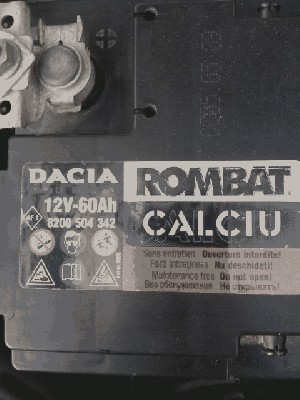 DACIA ROMBAT
12V-60Ah CALCIU
8200 504 342
Sans entretien Ouverture interdite!
Fără întreţinere Nu deschideţi!
Maintenance free Do not open!
Без обслуживания Не открывать!